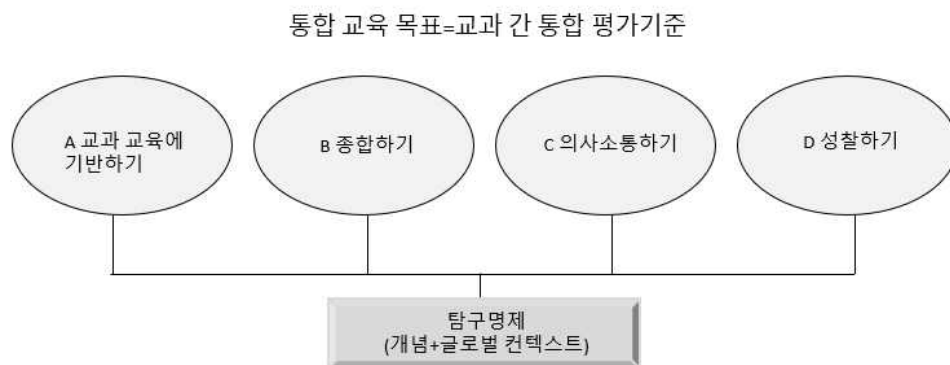 통합 교육 목표=교과 간 통합 평가기준
A 교과 교육에
기반하기
B 종합하기
C 의사소통하기
D 성찰하기
탐구명제
(개념+글로벌 컨텍스트)